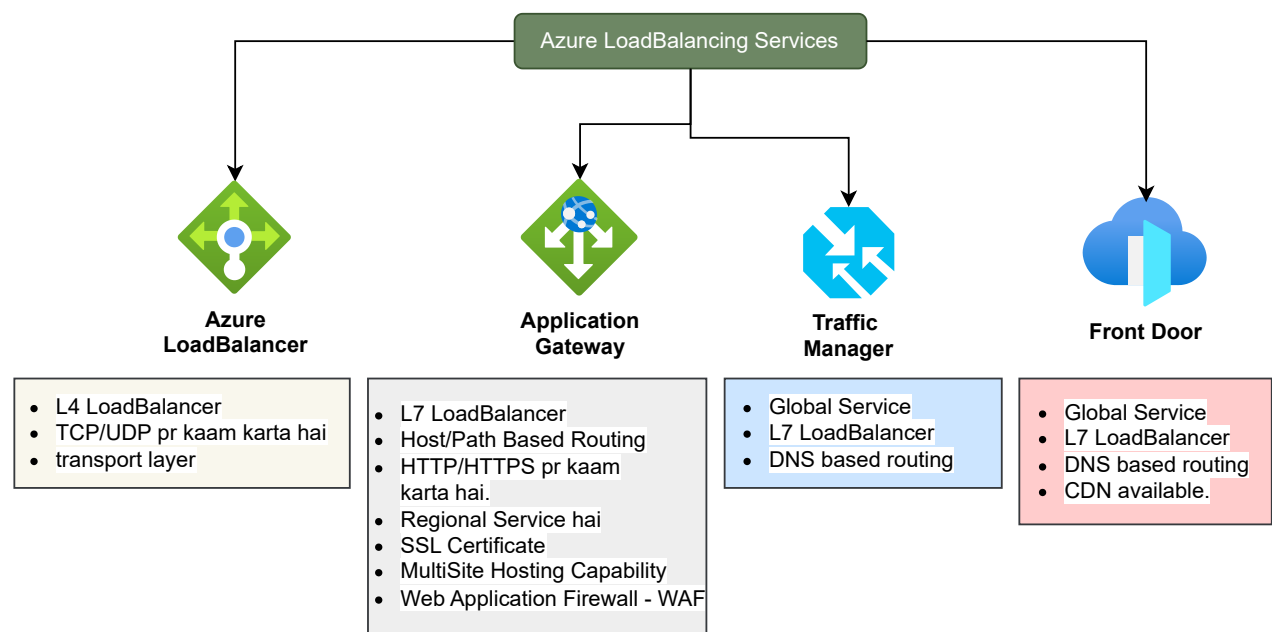 Azure LoadBalancing Services
Azure
LoadBalancer
Application
Gateway
Traffic
Manager
Front Door
• L4 LoadBalancer
• TCP/UDP pr kaam karta hai
• transport layer
• L7 LoadBalancer
• Host/Path Based Routing
• HTTP/HTTPS pr kaam
karta hai.
• Regional Service hai
• SSL Certificate
• MultiSite Hosting Capability
• Web Application Firewall - WAF
• Global Service
• L7 LoadBalancer
• DNS based routing
• Global Service
• L7 LoadBalancer
• DNS based routing
• CDN available.